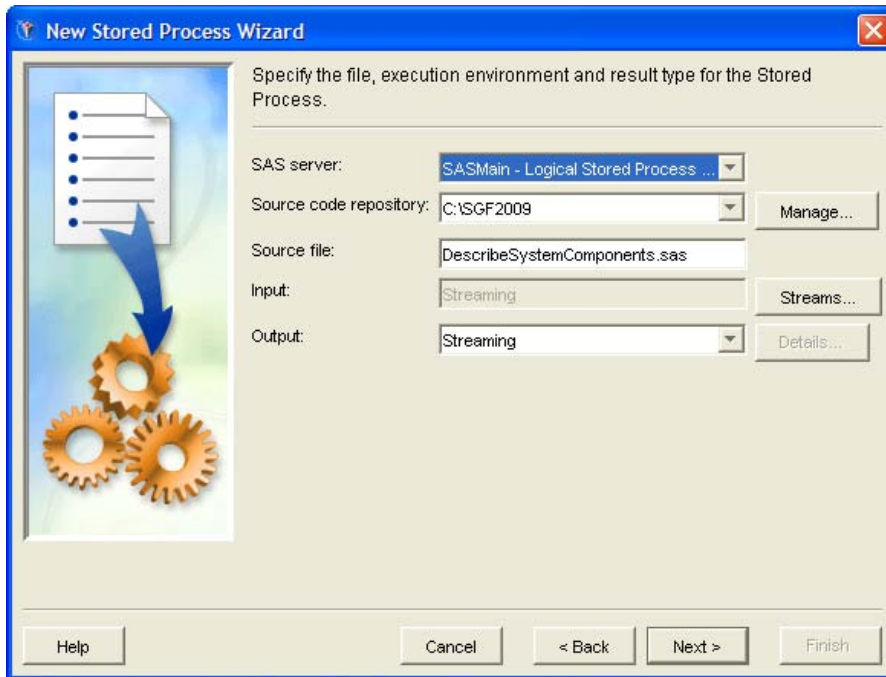 New Stored Process Wizard
Specify the file, execution environment and result type for the Stored
Process.
SAS server: SASMain - Logical Stored Process ...
Source code repository: C:\SGF2009 Manage...
Source file: DescribeSystemComponents.sas
Input: Streaming Streams...
Output: Streaming Details...
Help Cancel < Back Next > Finish